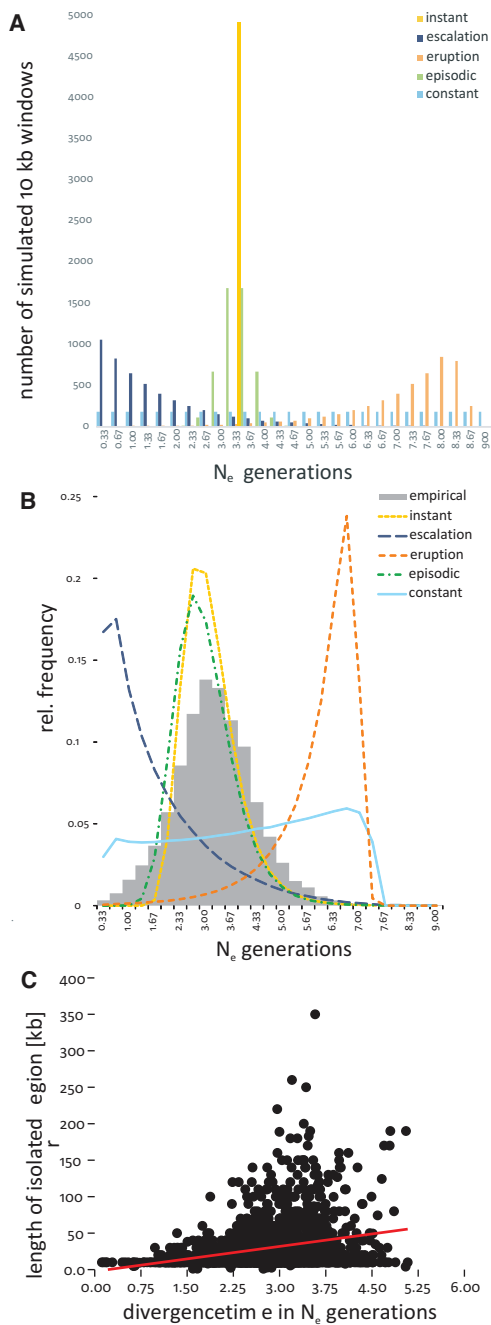 A
instant
escalation
eruption
episodic
constant
number of simulated 10 kb windows
5000
4500
4000
3500
3000
2500
2000
1500
1000
500
0
0.33 0.67 1.00 1.33 1.67 2.00 2.33 2.67 3.00 3.33 3.67 4.00 4.33 4.67 5.00 5.33 5.67 6.00 6.33 6.67 7.00 7.33 7.67 8.00 8.33 8.67 9.00
Ne generations
B
empirical
instant
escalation
eruption
episodic
constant
rel. frequency
0.25
0.2
0.15
0.1
0.05
0
0.33 1.00 1.67 2.33 3.00 3.67 4.33 5.00 5.67 6.33 7.00 7.67 8.33 9.00
Ne generations
C
length of isolated r egion [kb]
400
350
300
250
200
150
100
50
0.0
0.00 0.75 1.50 2.25 3.00 3.75 4.50 5.25 6.00
divergencetim e in Ne generations